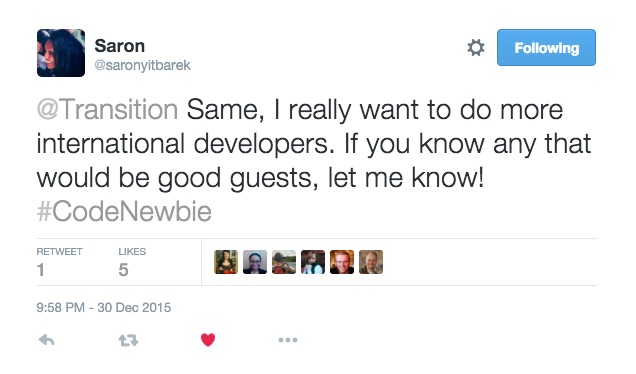 Saron
@saronyitbarek
Following
@Transition Same, I really want to do more
international developers. If you know any that
would be good guests, let me know!
#CodeNewbie
RETWEET
1
LIKES
5
9:58 PM - 30 Dec 2015